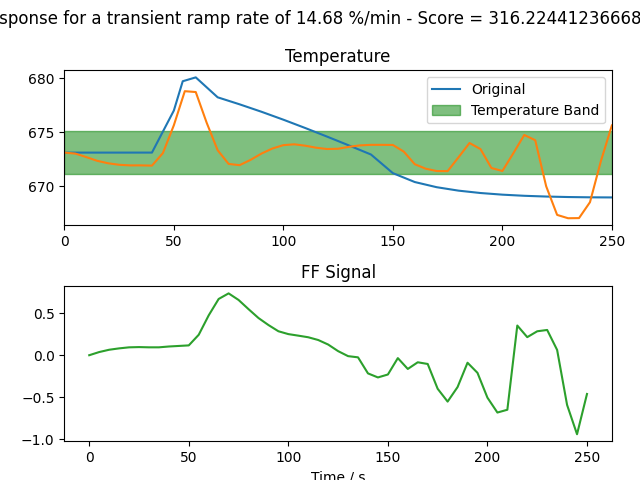 sponse for a transient ramp rate of 14.68 %/min - Score = 316.22441236668
Temperature
680
675
670
Original
Temperature Band
0 50 100 150 200 250
FF Signal
0.5
0.0
−0.5
−1.0
0 50 100 150 200 250
Time / s